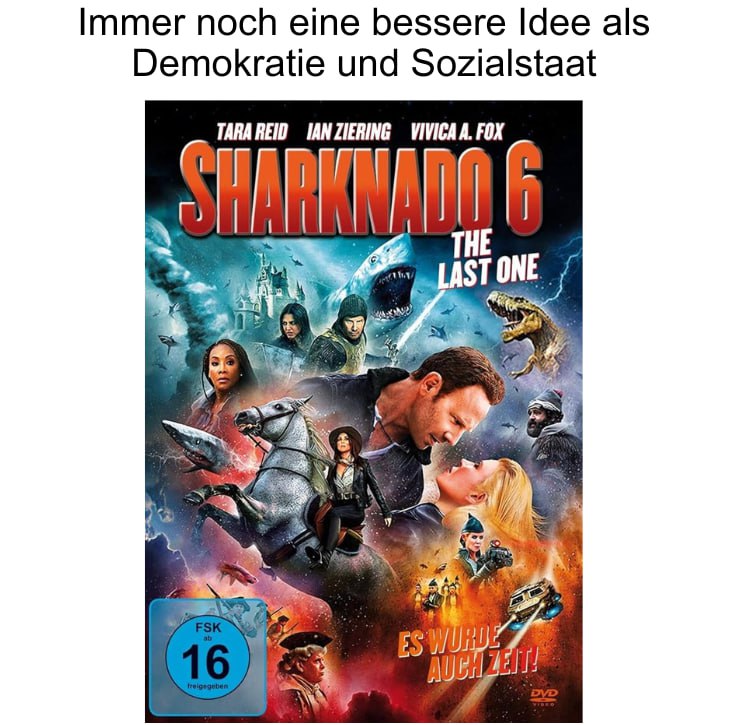 Immer noch eine bessere Idee als
Demokratie und Sozialstaat
TARA REID IAN ZIERING VIVICA A. FOX
SHARKNADO 6
THE
LAST ONE
ES WURDE
AUCH ZEIT!
FSK
ab
16
freigegeben
DVD
VIDEO